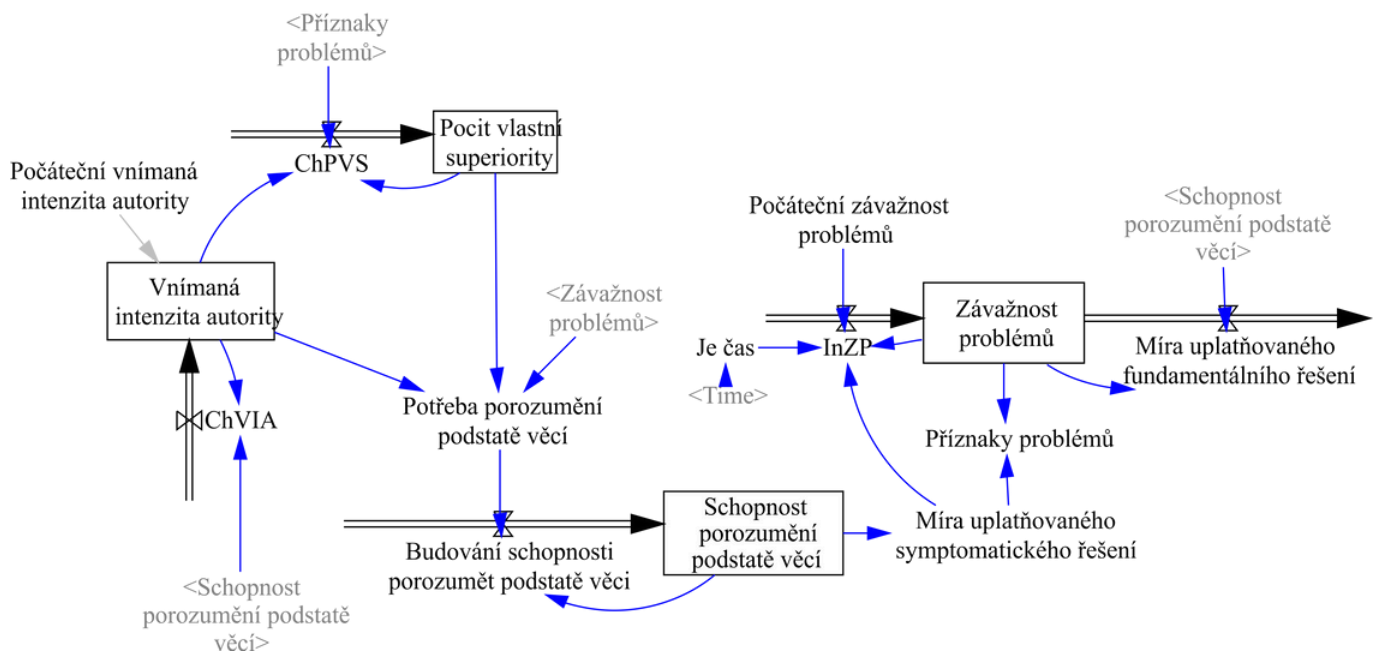 <Příznaky
problémů>
Pocit vlastní
superiority
ChPVS
Počáteční vnímaná
intenzita autority
Vnímaná
intenzita autority
ChVIA
<Schopnost
porozumění podstatě
věcí>
<Závažnost
problémů>
Potřeba porozumění
podstatě věcí
Budování schopnosti
porozumět podstatě věci
Schopnost
porozumění
podstatě věcí
Počáteční závažnost
problémů
Je čas
<Time>
InZP
Závažnost
problémů
<Schopnost
porozumění podstatě
věcí>
Míra uplatňovaného
fundamentálního řešení
Příznaky problémů
Míra uplatňovaného
symptomatického řešení